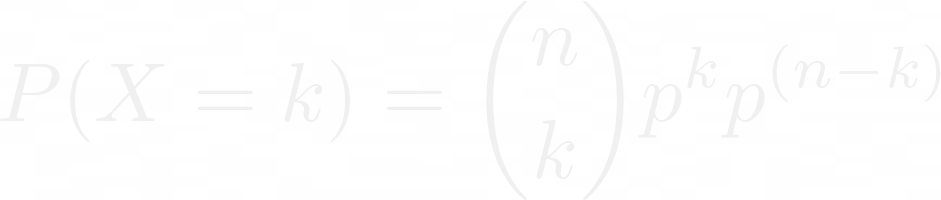 P(X = k) = \binom{n}{k} p^k p^{(n-k)}